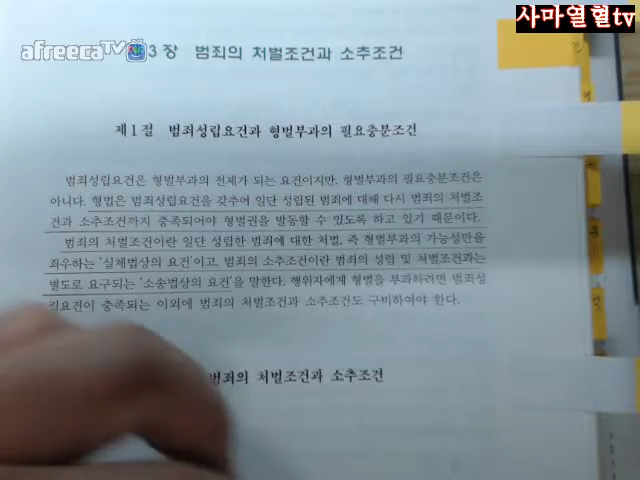 사마열혈tv
afreecaTV
3 장 범죄의 처벌조건과 소추조건
제 1 절 범죄성립요건과 형벌부과의 필요충분조건
범죄성립요건은 형벌부과의 전제가 되는 요건이지만, 형벌부과의 필요충분조건은
아니다. 형법은 범죄성립요건을 갖추어 일단 성립된 범죄에 대해 다시 범죄의 처벌조
건과 소추조건까지 충족되어야 형벌권을 발동할 수 있도록 하고 있기 때문이다.
범죄의 처벌조건이란 일단 성립한 범죄에 대한 처벌, 즉 형벌부과의 가능성만을
좌우하는 '실체법상의 요건'이고, 범죄의 소추조건이란 범죄의 성립 및 처벌조건과는
별도로 요구되는 '소송법상의 요건'을 말한다. 행위자에게 형벌을 부과하려면 범죄성
립요건이 충족되는 이외에 범죄의 처벌조건과 소추조건도 구비하여야 한다.
범죄의 처벌조건과 소추조건